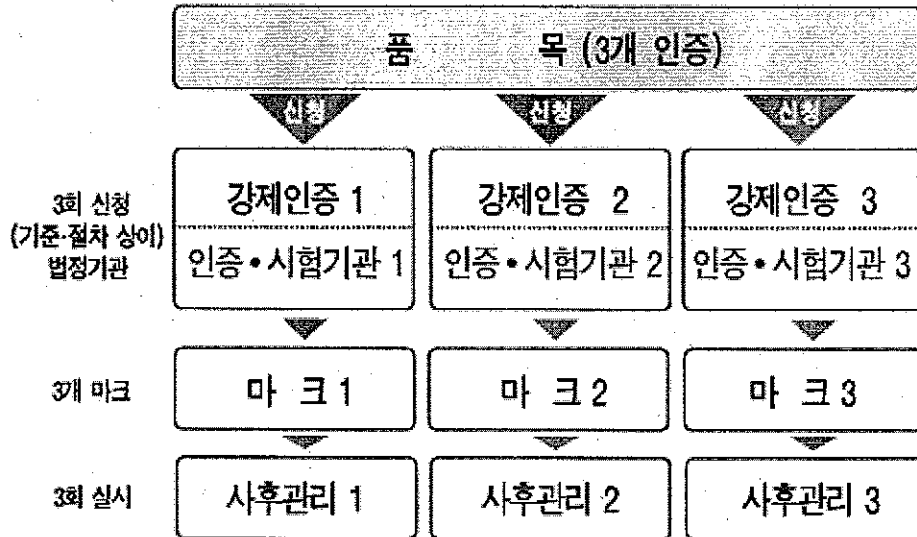 품 목 (3개 인증)
신청 신청 신청
3회 신청
(기준·절차 상이)
법정기관
강제인증 1 강제인증 2 강제인증 3
인증•시험기관 1 인증•시험기관 2 인증•시험기관 3
3개 마크 마 크 1 마 크 2 마 크 3
3회 실시 사후관리 1 사후관리 2 사후관리 3